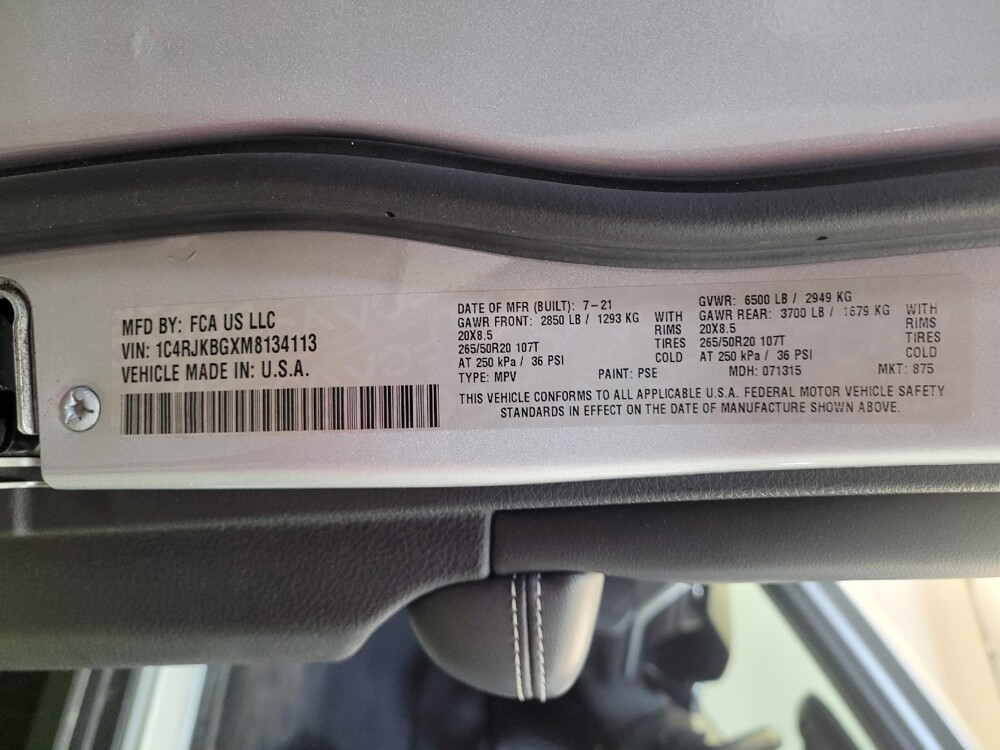 MFD BY: FCA US LLC
VIN: 1C4RJKBGXM8134113
VEHICLE MADE IN: U.S.A.
DATE OF MFR (BUILT): 7-21
GAWR FRONT: 2850 LB / 1293 KG WITH
20X8.5 RIMS
265/50R20 107T TIRES
AT 250 kPa / 36 PSI COLD
GVWR: 6500 LB / 2949 KG
GAWR REAR: 3700 LB / 1679 KG WITH
20X8.5 RIMS
265/50R20 107T TIRES
AT 250 kPa / 36 PSI COLD
TYPE: MPV PAINT: PSE MDH: 071315 MKT: 875
THIS VEHICLE CONFORMS TO ALL APPLICABLE U.S.A. FEDERAL MOTOR VEHICLE SAFETY
STANDARDS IN EFFECT ON THE DATE OF MANUFACTURE SHOWN ABOVE.